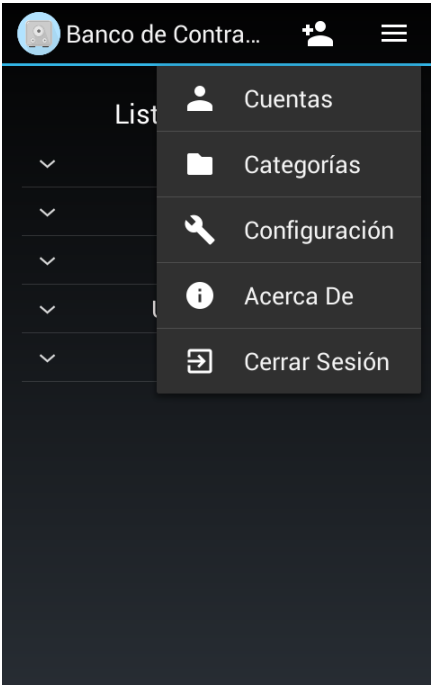 Banco de Contra...
List
Cuentas
Categorías
Configuración
Acerca De
Cerrar Sesión